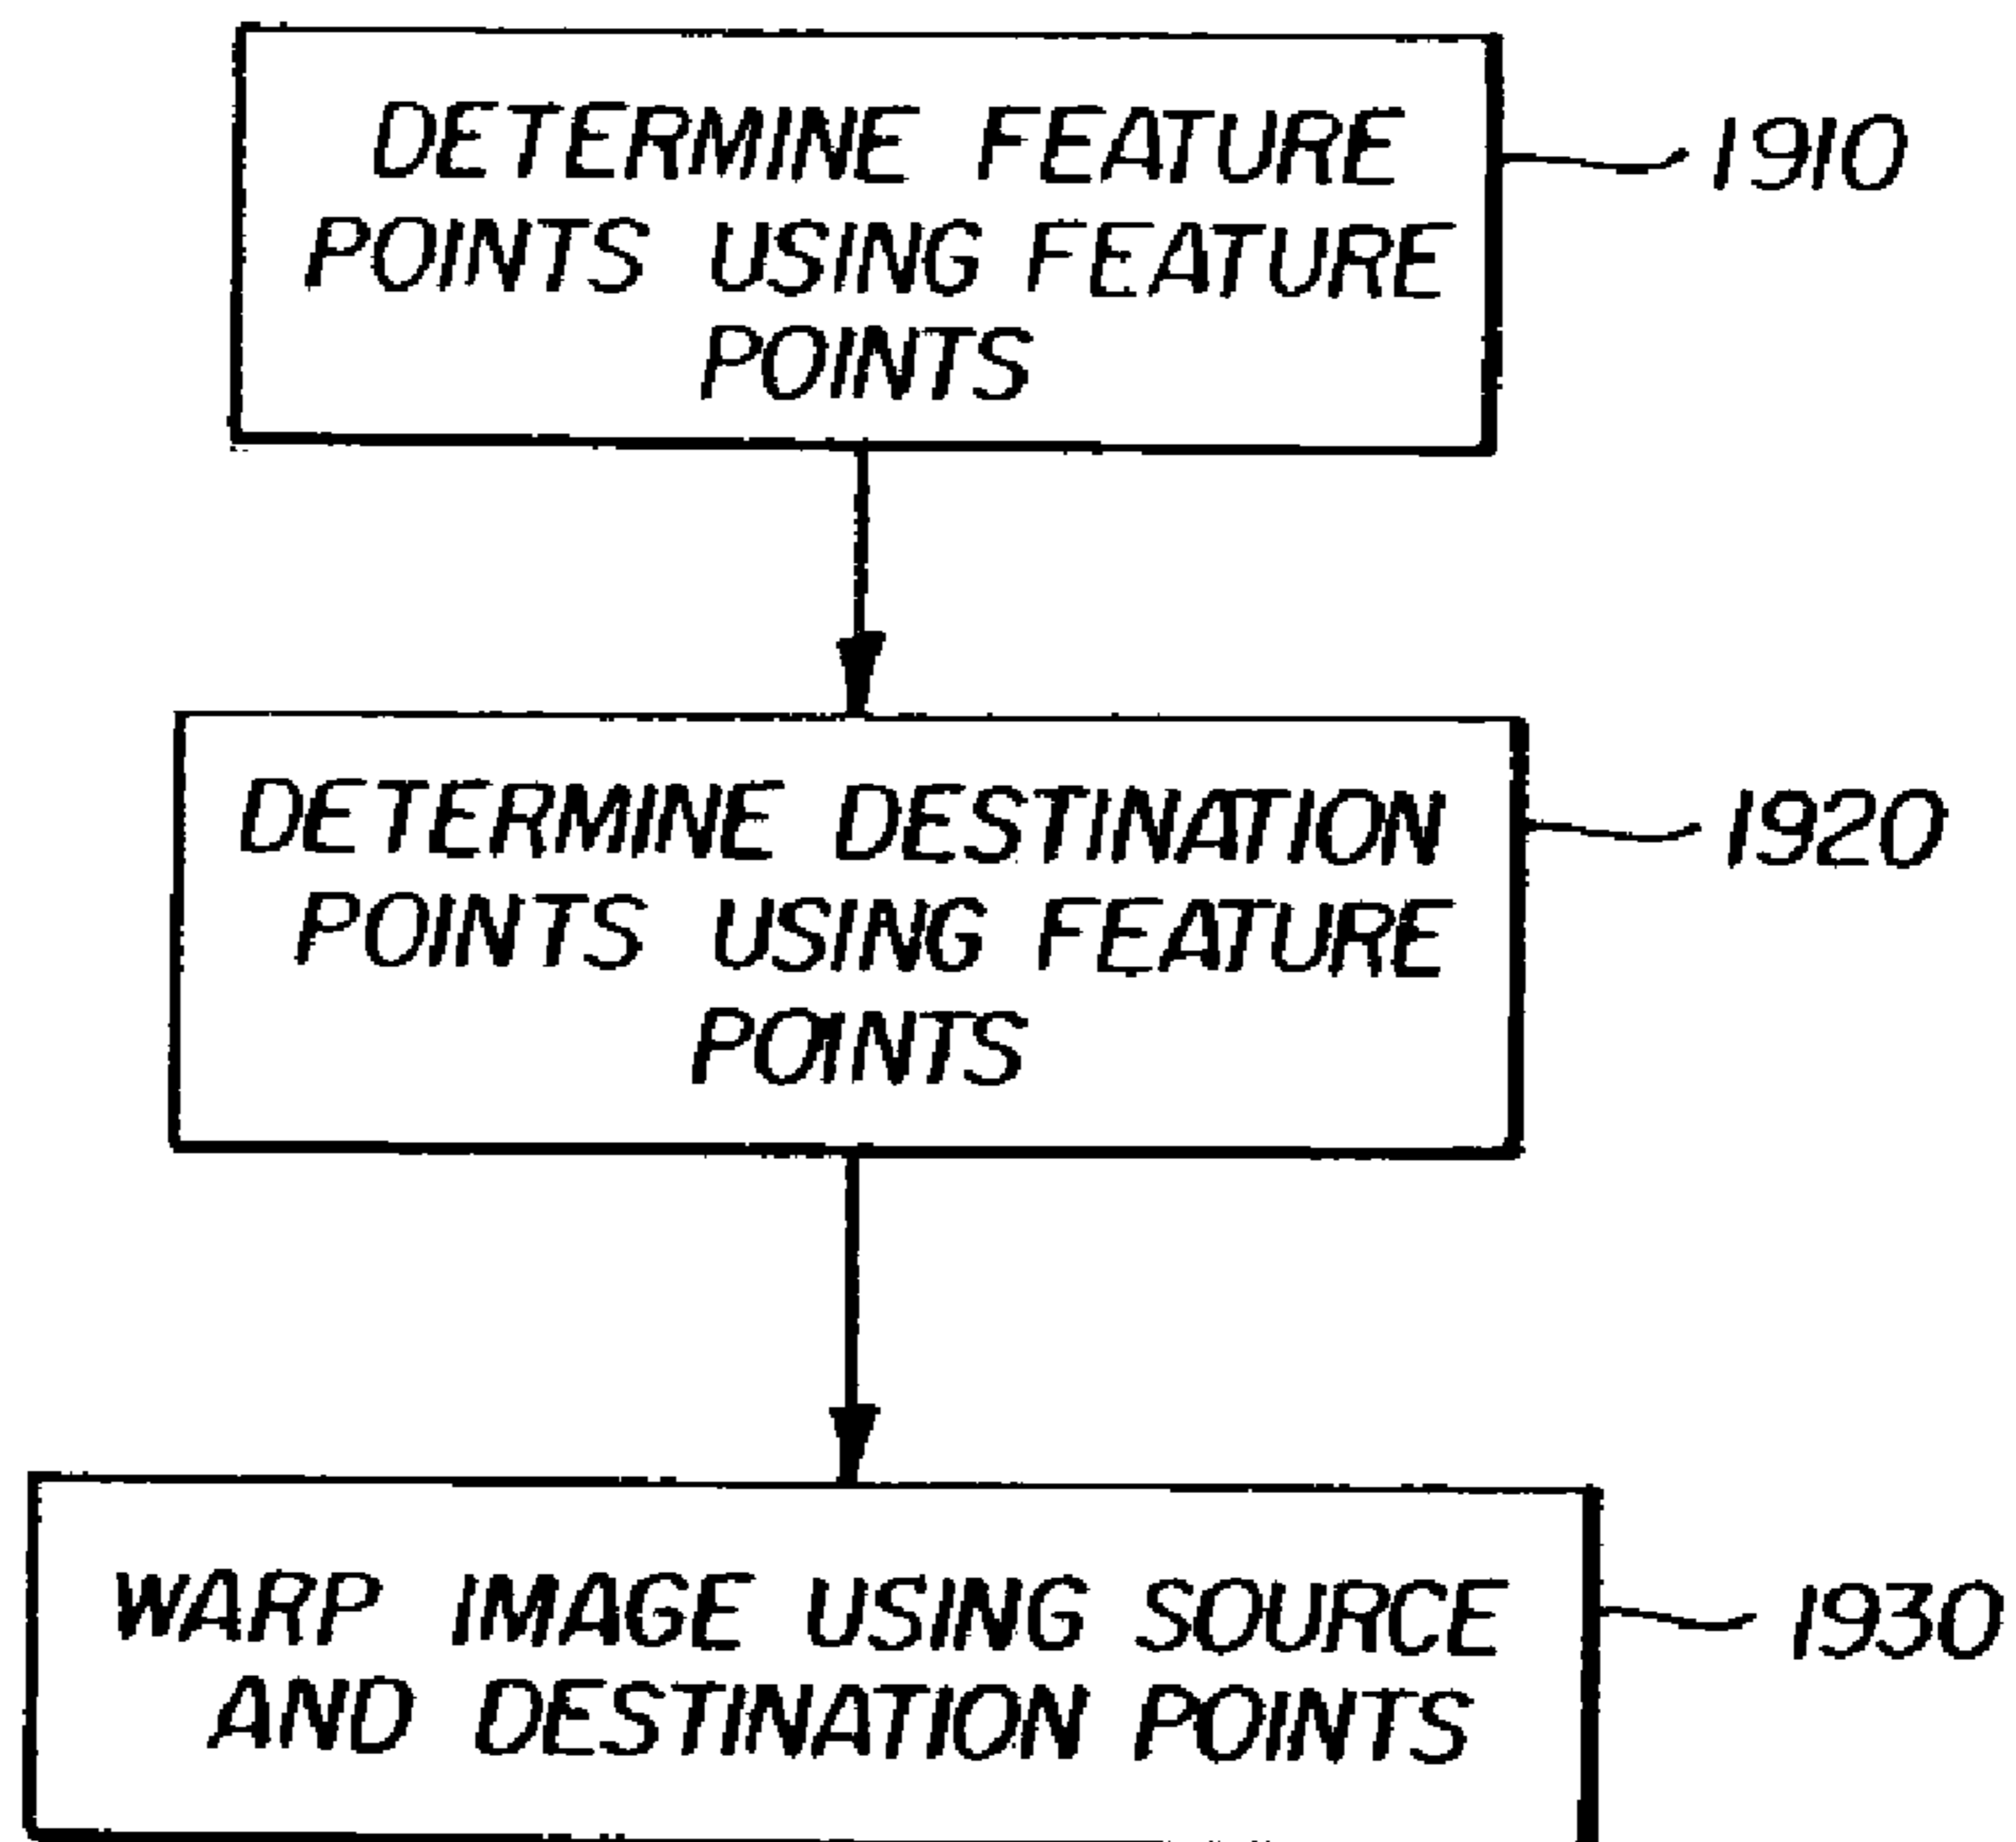 DETERMINE FEATURE
POINTS USING FEATURE
POINTS
1910
DETERMINE DESTINATION
POINTS USING FEATURE
POINTS
1920
WARP IMAGE USING SOURCE
AND DESTINATION POINTS
1930